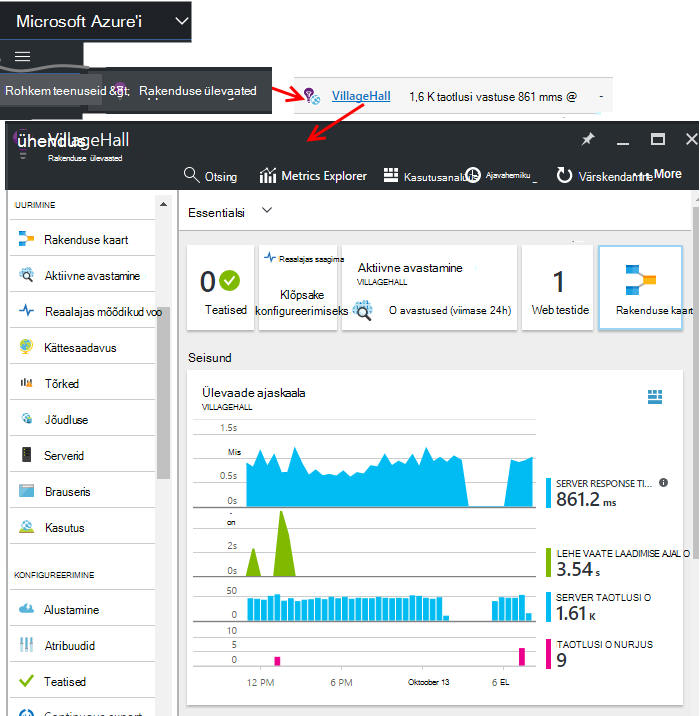 Microsoft Azure'i
Rohkem teenuseid &gt;
Rakenduse ülevaated
VillageHall
1,6 K taotlusi vastuse 861 mms @
ühendus
VillageHall
Rakenduse ülevaated
Otsing
Metrics Explorer
Kasutusanalüüs
Ajavahemiku
Värskendamine
More
UURIMINE
Rakenduse kaart
Aktiivne avastamine
Reaalajas mõõdikud voo
Kättesaadavus
Tõrked
Jõudluse
Serverid
Brauseris
Kasutus
KONFIGUREERIMINE
Alustamine
Atribuudid
Teatised
Continuous export
Essentialsi
0
Teatised
Reaalajas saagima
Klõpsake
konfigureerimiseks
Aktiivne avastamine
VILLAGEHALL
0 avastused (viimase 24h)
1
Web testide
Rakenduse kaart
Seisund
Ülevaade ajaskaala
VILLAGEHALL
1.5s
Mis
0.5s
0s
on
2s
0s
50
0
10
5
0
12 PM
6 PM
Oktoober 13
6 EL
SERVER RESPONSE TI...
861.2 ms
LEHE VAATE LAADIMISE AJAL O
3.54 s
SERVER TAOTLUSI O
1.61 K
TAOTLUSI O NURJUS
9